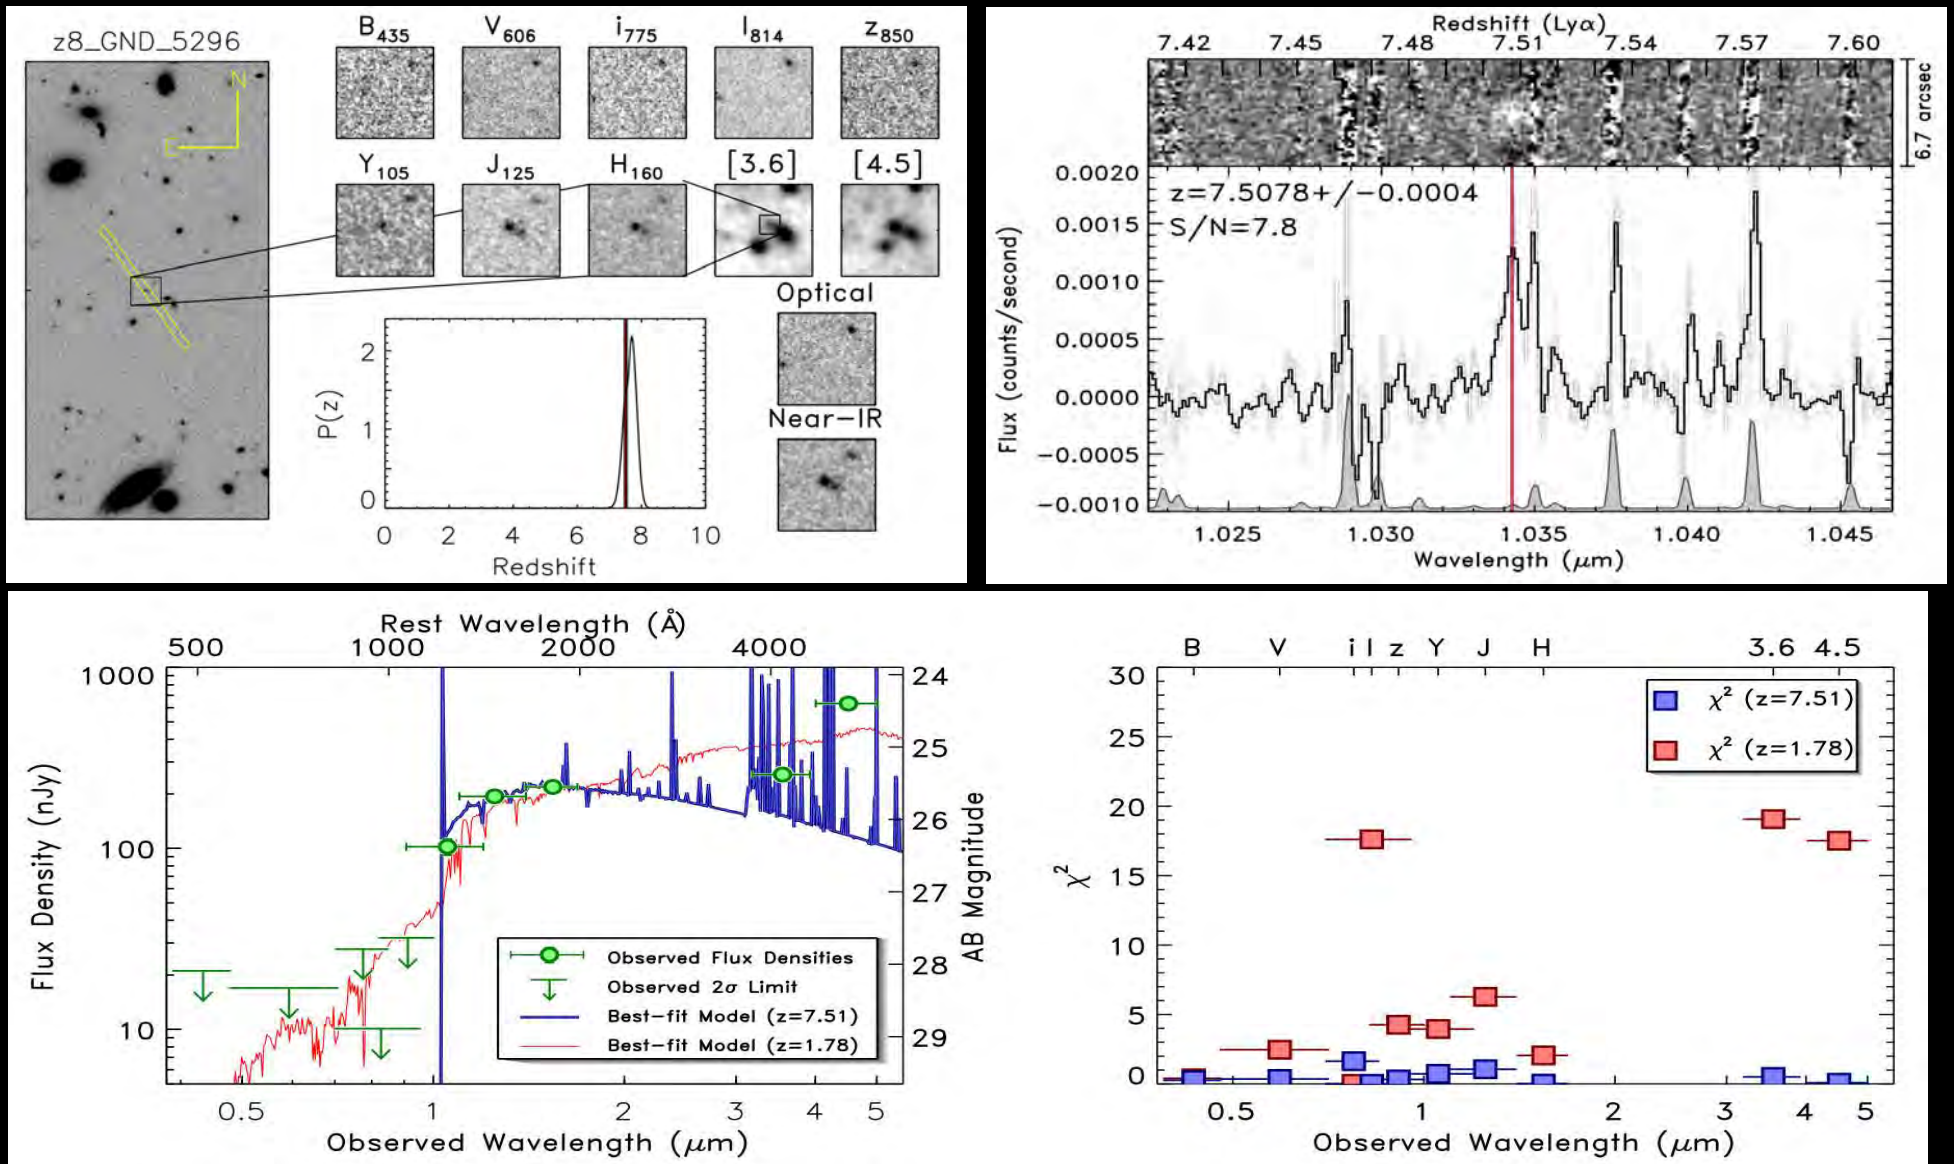 z8_GND_5296
N
E
B435 V606 i775 I814 z850
Y105 J125 H160 [3.6] [4.5]
Optical
Near-IR
P(z)
2
1
0
0 2 4 6 8 10
Redshift
Redshift (Lyα)
7.42 7.45 7.48 7.51 7.54 7.57 7.60
6.7 arcsec
z=7.5078+/-0.0004
S/N=7.8
Flux (counts/second)
0.0020
0.0015
0.0010
0.0005
0.0000
-0.0005
-0.0010
1.025 1.030 1.035 1.040 1.045
Wavelength (μm)
Rest Wavelength (Å)
500 1000 2000 4000
Flux Density (nJy)
1000
100
10
AB Magnitude
24
25
26
27
28
29
Observed Flux Densities
Observed 2σ Limit
Best-fit Model (z=7.51)
Best-fit Model (z=1.78)
0.5 1 2 3 4 5
Observed Wavelength (μm)
B V i I z Y J H 3.6 4.5
χ²
30
25
20
15
10
5
0
χ² (z=7.51)
χ² (z=1.78)
0.5 1 2 3 4 5
Observed Wavelength (μm)